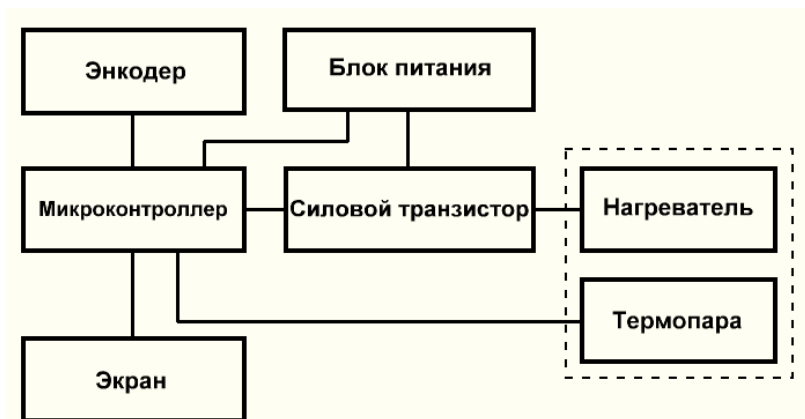 Энкодер
Блок питания
Микроконтроллер
Силовой транзистор
Нагреватель
Термопара
Экран